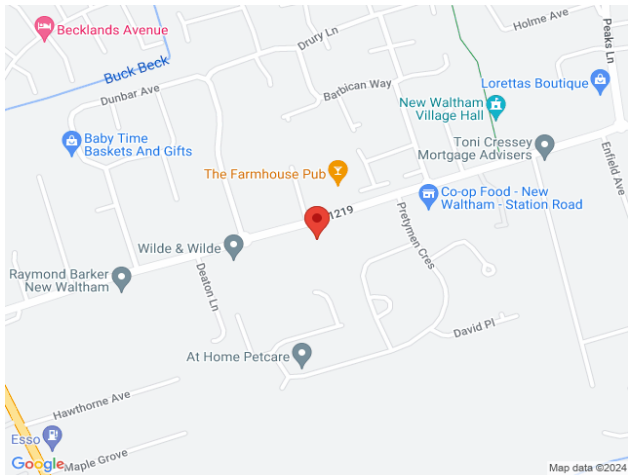 Becklands Avenue
Drury Ln
Holme Ave
Peaks Ln
Buck Beck
Dunbar Ave
Barbican Way
Lorettas Boutique
New Waltham
Village Hall
Baby Time
Baskets And Gifts
Toni Cressey
Mortgage Advisers
Enfield Ave
The Farmhouse Pub
Co-op Food - New
Waltham - Station Road
1219
Pretymen Cres
Wilde & Wilde
Raymond Barker
New Waltham
Deaton Ln
David Pl
At Home Petcare
Hawthorne Ave
Esso
Maple Grove
Google
Map data ©2024